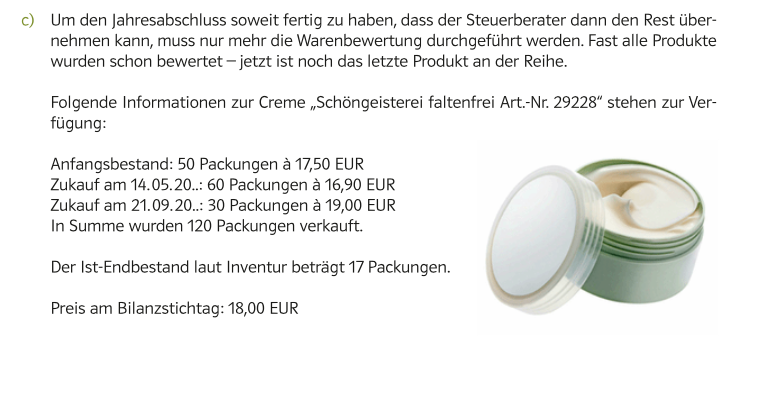 c) Um den Jahresabschluss soweit fertig zu haben, dass der Steuerberater dann den Rest über-
nehmen kann, muss nur mehr die Warenbewertung durchgeführt werden. Fast alle Produkte
wurden schon bewertet – jetzt ist noch das letzte Produkt an der Reihe.
Folgende Informationen zur Creme „Schöngeisterei faltenfrei Art.-Nr. 29228“ stehen zur Ver-
fügung:
Anfangsbestand: 50 Packungen à 17,50 EUR
Zukauf am 14.05.20..: 60 Packungen à 16,90 EUR
Zukauf am 21.09.20..: 30 Packungen à 19,00 EUR
In Summe wurden 120 Packungen verkauft.
Der Ist-Endbestand laut Inventur beträgt 17 Packungen.
Preis am Bilanzstichtag: 18,00 EUR